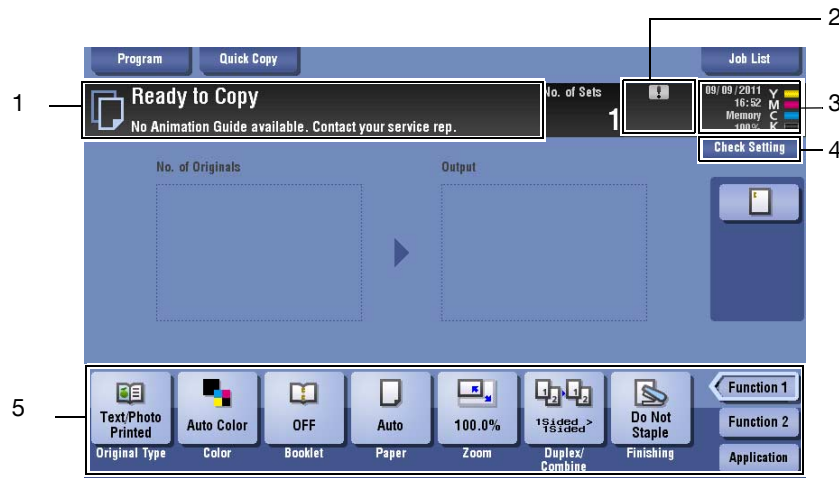 2
Program Quick Copy Job List
1 Ready to Copy No. of Sets 09/09/2011 Y
16:52 M 3
No Animation Guide available. Contact your service rep. 1 Memory C
100% K
Check Setting 4
No. of Originals Output
5
Text/Photo Printed Auto Color OFF Auto 100.0% 1Sided > 1Sided Do Not Staple Function 1
Function 2
Original Type Color Booklet Paper Zoom Duplex/ Combine Finishing Application